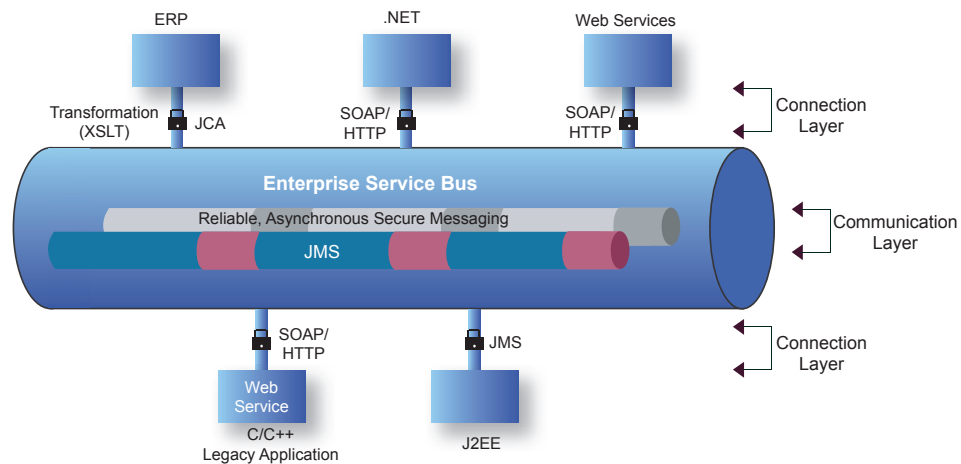 ERP
.NET
Web Services
Transformation
(XSLT)
JCA
SOAP/
HTTP
SOAP/
HTTP
Connection
Layer
Enterprise Service Bus
Reliable, Asynchronous Secure Messaging
JMS
Communication
Layer
SOAP/
HTTP
JMS
Connection
Layer
Web
Service
C/C++
Legacy Application
J2EE